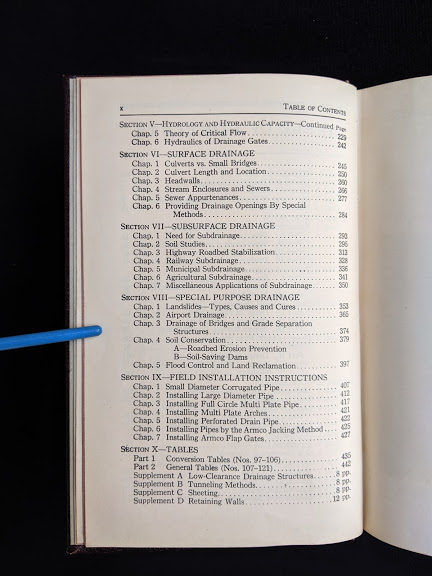 x TABLE OF CONTENTS
SECTION V—HYDROLOGY AND HYDRAULIC CAPACITY—Continued Page
Chap. 5 Theory of Critical Flow 229
Chap. 6 Hydraulics of Drainage Gates 242
SECTION VI—SURFACE DRAINAGE
Chap. 1 Culverts vs. Small Bridges 245
Chap. 2 Culvert Length and Location 250
Chap. 3 Headwalls 260
Chap. 4 Stream Enclosures and Sewers 266
Chap. 5 Sewer Appurtenances 277
Chap. 6 Providing Drainage Openings By Special
Methods 284
SECTION VII—SUBSURFACE DRAINAGE
Chap. 1 Need for Subdrainage 293
Chap. 2 Soil Studies 295
Chap. 3 Highway Roadbed Stabilization 313
Chap. 4 Railway Subdrainage 328
Chap. 5 Municipal Subdrainage 336
Chap. 6 Agricultural Subdrainage 341
Chap. 7 Miscellaneous Applications of Subdrainage 350
SECTION VIII—SPECIAL PURPOSE DRAINAGE
Chap. 1 Landslides—Types, Causes and Cures 353
Chap. 2 Airport Drainage 365
Chap. 3 Drainage of Bridges and Grade Separation
Structures 374
Chap. 4 Soil Conservation 379
A—Roadbed Erosion Prevention
B—Soil-Saving Dams
Chap. 5 Flood Control and Land Reclamation 397
SECTION IX—FIELD INSTALLATION INSTRUCTIONS
Chap. 1 Small Diameter Corrugated Pipe 407
Chap. 2 Installing Large Diameter Pipe 412
Chap. 3 Installing Full Circle Multi Plate Pipe 417
Chap. 4 Installing Multi Plate Arches 421
Chap. 5 Installing Perforated Drain Pipe 422
Chap. 6 Installing Pipes by the Armco Jacking Method 425
Chap. 7 Installing Armco Flap Gates 427
SECTION X—TABLES
Part 1 Conversion Tables (Nos. 97–106) 435
Part 2 General Tables (Nos. 107–121) 442
Supplement A Low-Clearance Drainage Structures 8 pp.
Supplement B Tunneling Methods 8 pp.
Supplement C Sheeting 8 pp.
Supplement D Retaining Walls 12 pp.